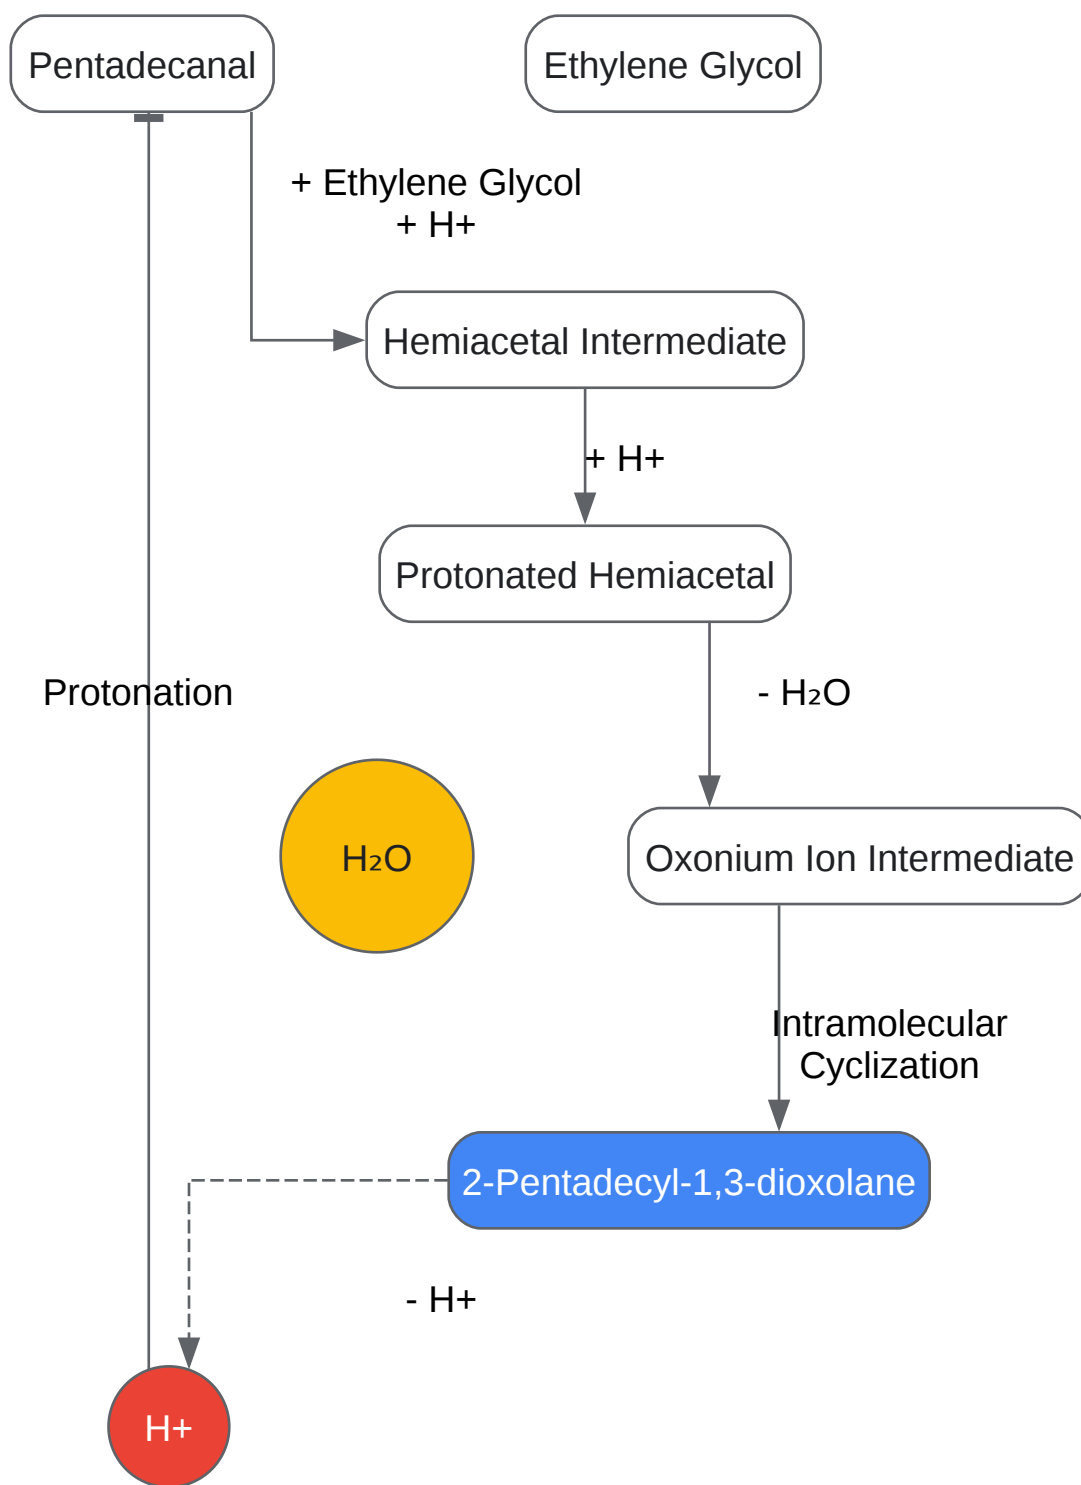 Pentadecanal
Ethylene Glycol
+ Ethylene Glycol
+ H+
Hemiacetal Intermediate
+ H+
Protonated Hemiacetal
Protonation
- H₂O
H₂O
Oxonium Ion Intermediate
Intramolecular
Cyclization
2-Pentadecyl-1,3-dioxolane
- H+
H+